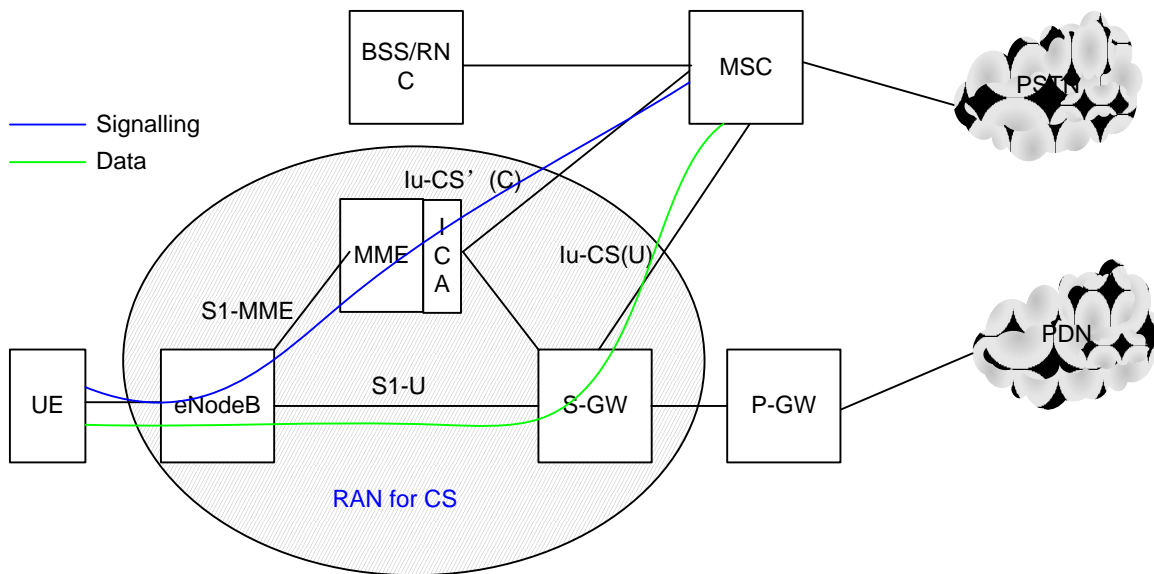 BSS/RN
C
MSC
PSTN
Signalling
Data
Iu-CS’ (C)
MME
I
C
A
Iu-CS(U)
S1-MME
PDN
UE
eNodeB
S1-U
S-GW
P-GW
RAN for CS